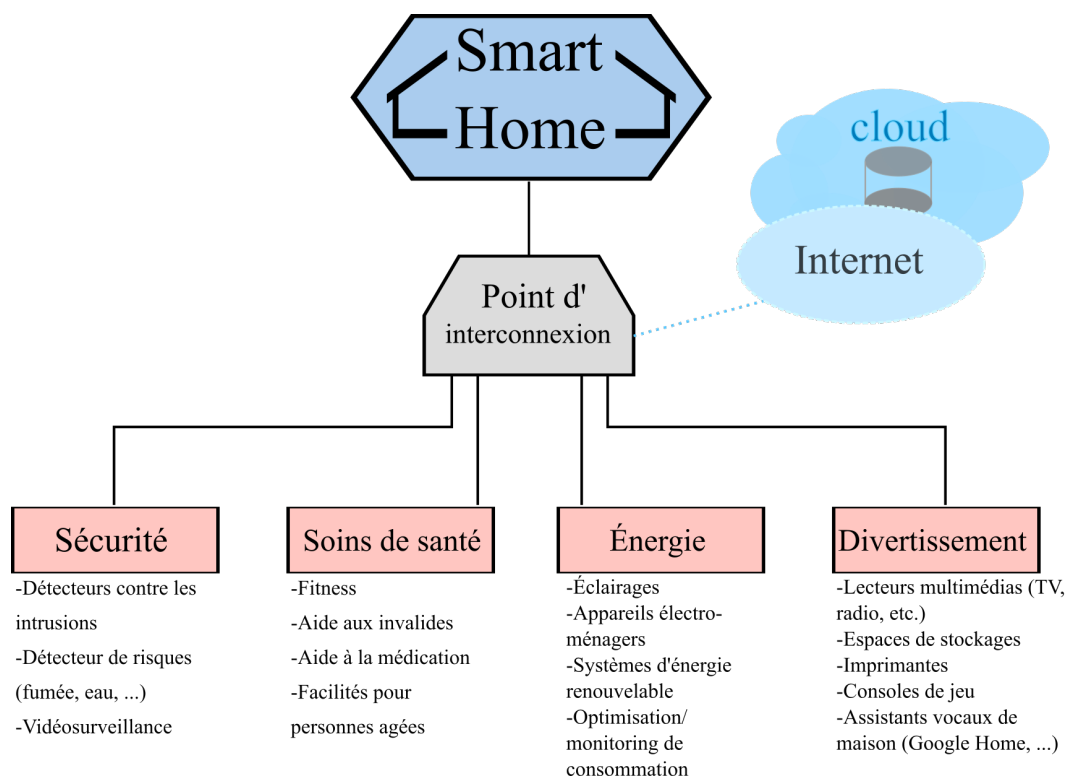 Smart
Home
cloud
Internet
Point d'
interconnexion
Sécurité
-Détecteurs contre les
intrusions
-Détecteur de risques
(fumée, eau, ...)
-Vidéosurveillance
Soins de santé
-Fitness
-Aide aux invalides
-Aide à la médication
-Facilités pour
personnes agées
Énergie
-Éclairages
-Appareils électro-
ménagers
-Systèmes d'énergie
renouvelable
-Optimisation/
monitoring de
consommation
Divertissement
-Lecteurs multimédias (TV,
radio, etc.)
-Espaces de stockages
-Imprimantes
-Consoles de jeu
-Assistants vocaux de
maison (Google Home, ...)